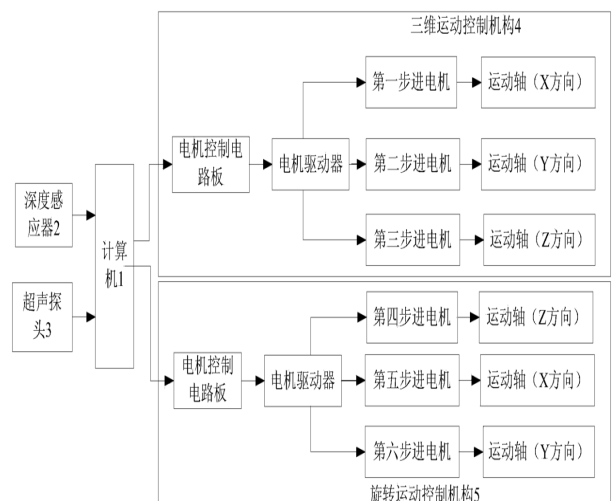 三维运动控制机构4
第一步进电机
运动轴（X方向）
电机控制电
路板
电机驱动器
第二步进电机
运动轴（Y方向）
深度感
应器2
第三步进电机
运动轴（Z方向）
计算
机1
超声探
头3
第四步进电机
运动轴（Z方向）
电机控制
电路板
电机驱动器
第五步进电机
运动轴（X方向）
第六步进电机
运动轴（Y方向）
旋转运动控制机构5